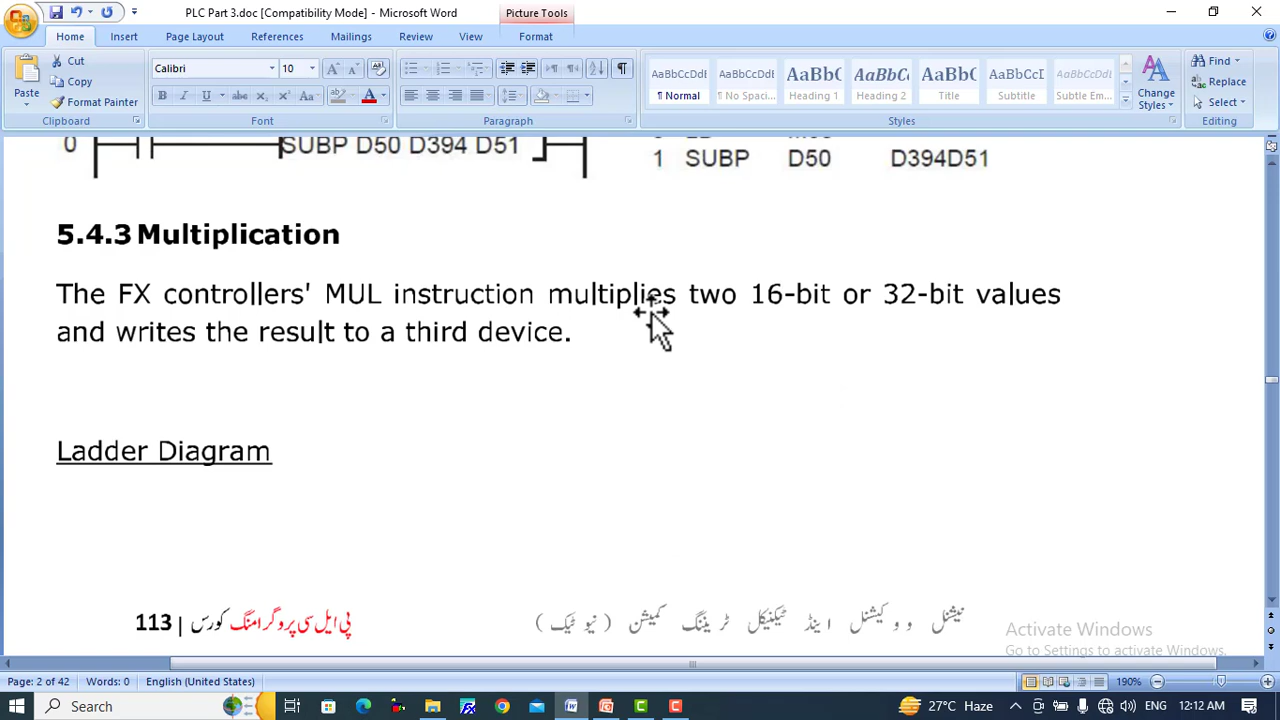 PLC Part 3.doc [Compatibility Mode] - Microsoft Word
Picture Tools
Home Insert Page Layout References Mailings Review View Format
Paste
Cut
Copy
Format Painter
Clipboard
Calibri 10
Font
Paragraph
AaBbCcDd ¶ Normal
¶ No Spaci...
AaBbC Heading 1
AaBbCc Heading 2
AaBbC Title
Subtitle
AaBbCcDd Subtle Em...
Change Styles
Styles
Find
Replace
Select
Editing
0 SUBP D50 D394 D51
1 SUBP D50 D394D51
5.4.3 Multiplication
The FX controllers' MUL instruction multiplies two 16-bit or 32-bit values
and writes the result to a third device.
Ladder Diagram
نیشنل ووکیشنل اینڈ ٹیکنیکل ٹریننگ کمیشن (نیوٹیک)
پی ایل سی پروگرامنگ کورس | 113
Activate Windows
Go to Settings to activate Windows.
Page: 2 of 42 Words: 0 English (United States) 190%
Search
27°C Haze
ENG 12:12 AM